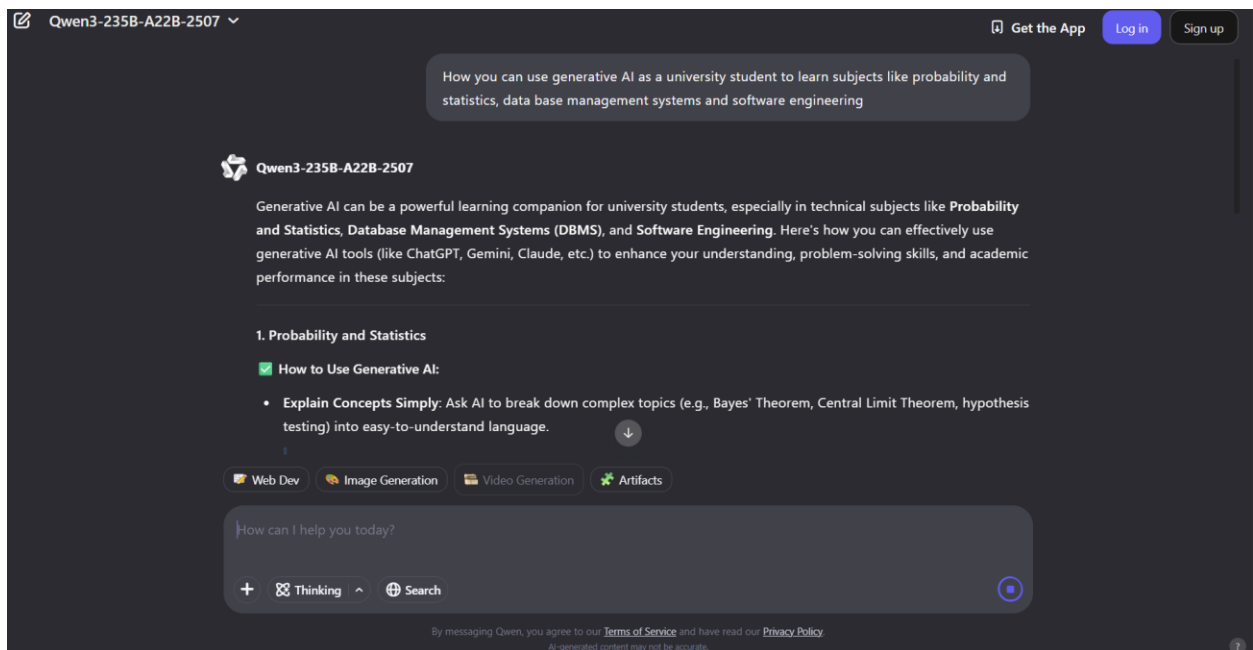 Qwen3-235B-A22B-2507
Get the App
Log in
Sign up
How you can use generative AI as a university student to learn subjects like probability and
statistics, data base management systems and software engineering
Qwen3-235B-A22B-2507
Generative AI can be a powerful learning companion for university students, especially in technical subjects like Probability
and Statistics, Database Management Systems (DBMS), and Software Engineering. Here's how you can effectively use
generative AI tools (like ChatGPT, Gemini, Claude, etc.) to enhance your understanding, problem-solving skills, and academic
performance in these subjects:
1. Probability and Statistics
✅ How to Use Generative AI:
• Explain Concepts Simply: Ask AI to break down complex topics (e.g., Bayes' Theorem, Central Limit Theorem, hypothesis
testing) into easy-to-understand language.
Web Dev
Image Generation
Video Generation
Artifacts
How can I help you today?
Thinking
Search
By messaging Qwen, you agree to our Terms of Service and have read our Privacy Policy.
AI-generated content may not be accurate.
?